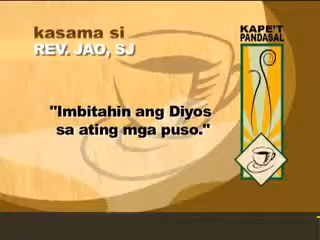 kasama si
REV. JAO, SJ
KAPE'T
PANDASAL
"Imbitahin ang Diyos
sa ating mga puso."